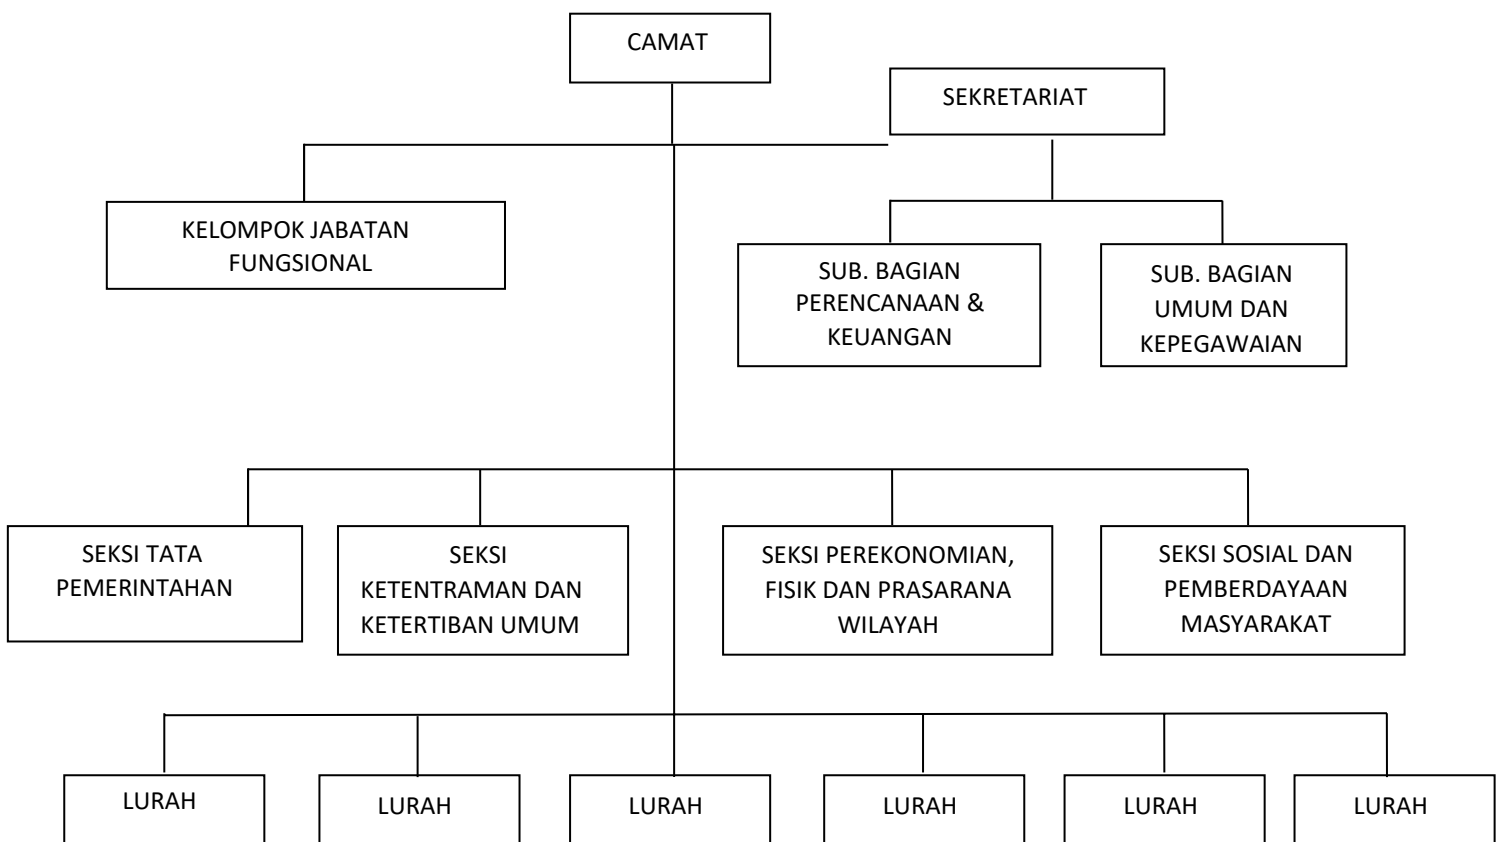 CAMAT
SEKRETARIAT
KELOMPOK JABATAN
FUNGSIONAL
SUB. BAGIAN
PERENCANAAN &
KEUANGAN
SUB. BAGIAN
UMUM DAN
KEPEGAWAIAN
SEKSI TATA
PEMERINTAHAN
SEKSI
KETENTRAMAN DAN
KETERTIBAN UMUM
SEKSI PEREKONOMIAN,
FISIK DAN PRASARANA
WILAYAH
SEKSI SOSIAL DAN
PEMBERDAYAAN
MASYARAKAT
LURAH
LURAH
LURAH
LURAH
LURAH
LURAH